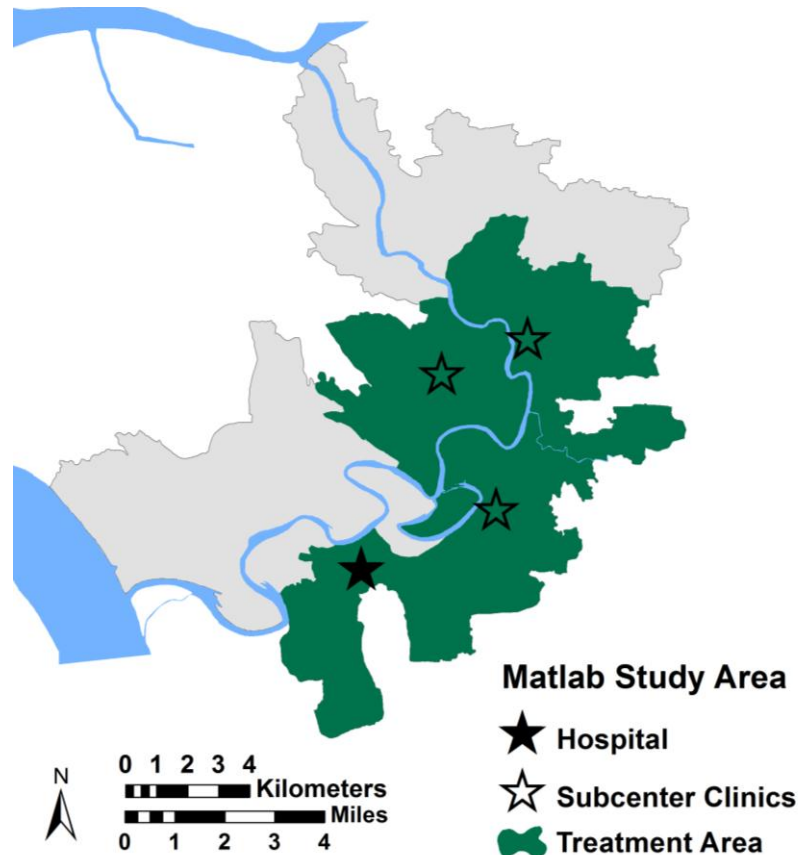 Matlab Study Area
Hospital
Subcenter Clinics
Treatment Area
N
0 1 2 3 4
Kilometers
Miles
0 1 2 3 4